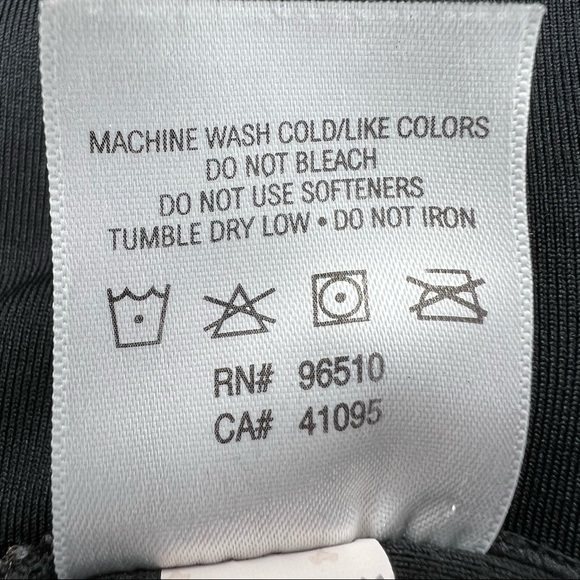 MACHINE WASH COLD/LIKE COLORS
DO NOT BLEACH
DO NOT USE SOFTENERS
TUMBLE DRY LOW • DO NOT IRON
RN# 96510
CA# 41095